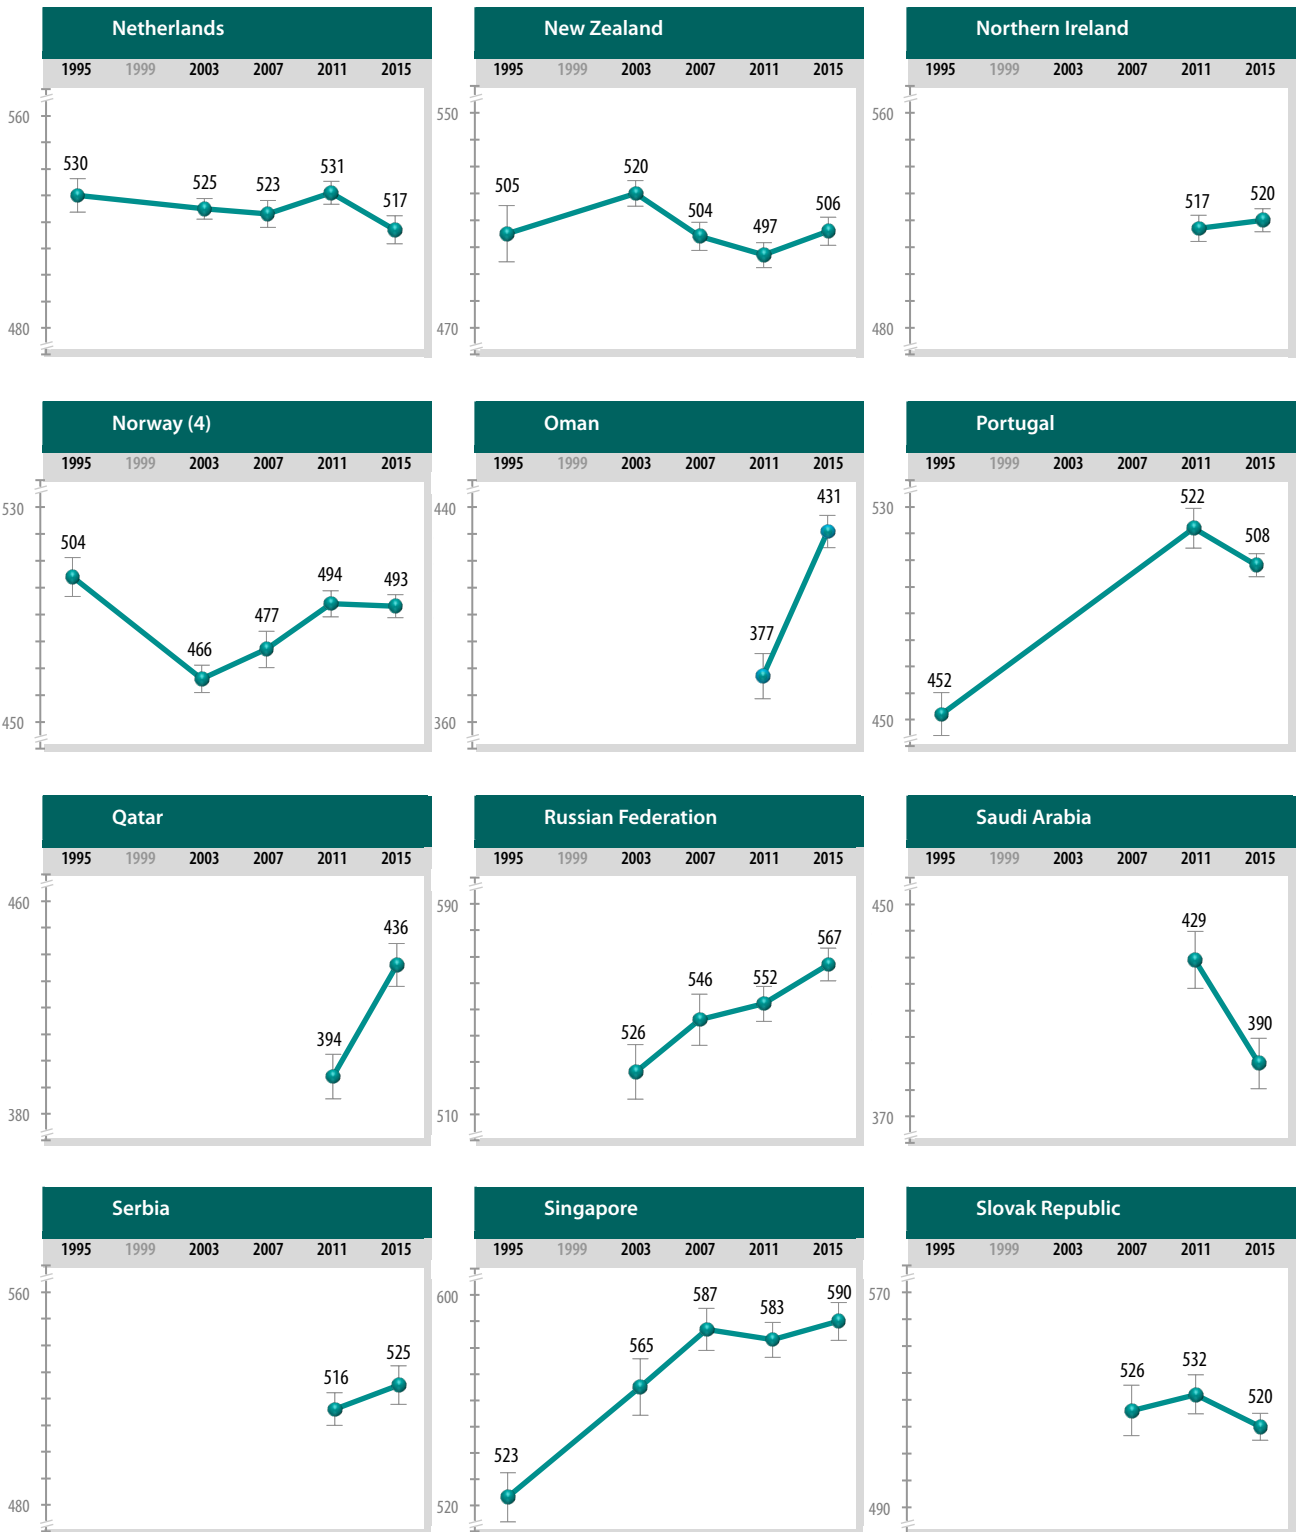 Netherlands
1995 1999 2003 2007 2011 2015
560
530
525
523
531
517
480
New Zealand
1995 1999 2003 2007 2011 2015
550
505
520
504
497
506
470
Northern Ireland
1995 1999 2003 2007 2011 2015
560
517
520
480
Norway (4)
1995 1999 2003 2007 2011 2015
530
504
466
477
494
493
450
Oman
1995 1999 2003 2007 2011 2015
440
377
431
360
Portugal
1995 1999 2003 2007 2011 2015
530
452
522
508
450
Qatar
1995 1999 2003 2007 2011 2015
460
394
436
380
Russian Federation
1995 1999 2003 2007 2011 2015
590
526
546
552
567
510
Saudi Arabia
1995 1999 2003 2007 2011 2015
450
429
390
370
Serbia
1995 1999 2003 2007 2011 2015
560
516
525
480
Singapore
1995 1999 2003 2007 2011 2015
600
523
565
587
583
590
520
Slovak Republic
1995 1999 2003 2007 2011 2015
570
526
532
520
490